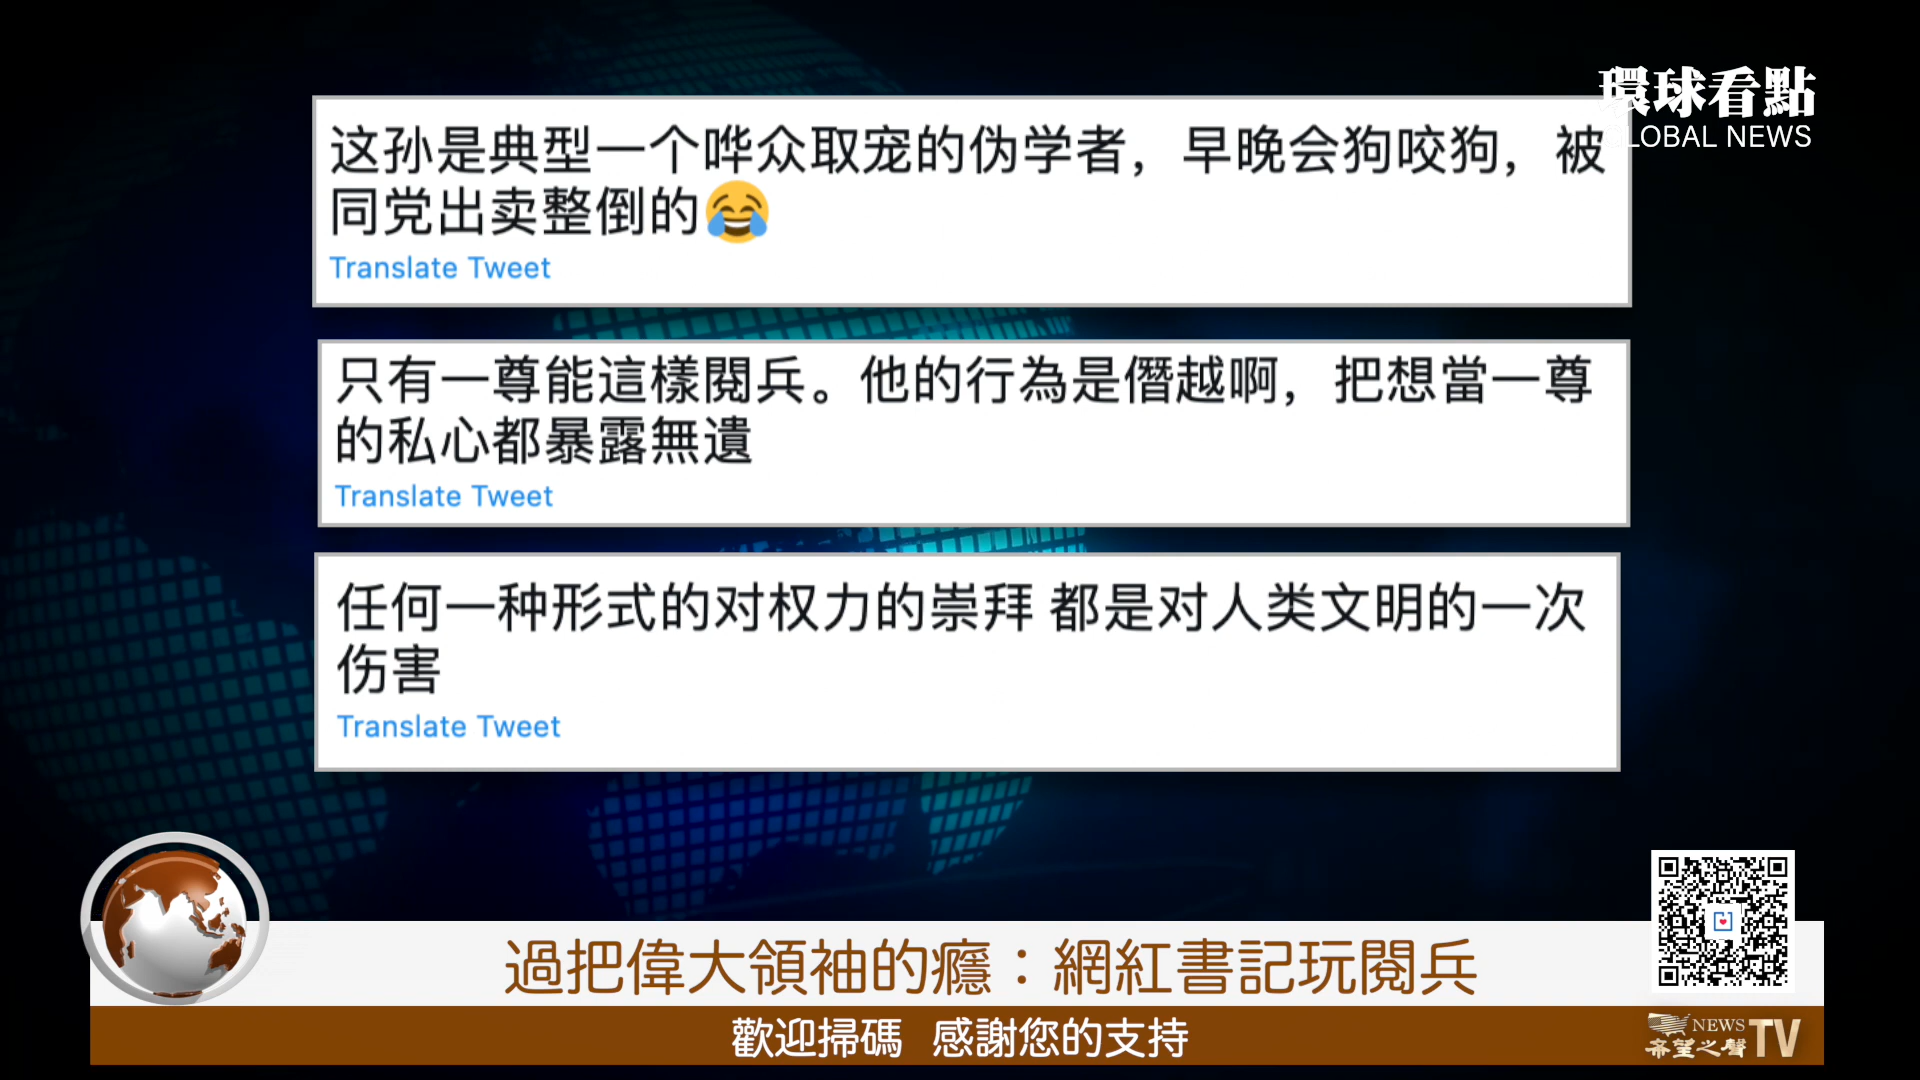 環球看點
GLOBAL NEWS
这孙是典型一个哗众取宠的伪学者，早晚会狗咬狗，被
同党出卖整倒的😂
Translate Tweet
只有一尊能這樣閱兵。他的行為是僭越啊，把想當一尊
的私心都暴露無遺
Translate Tweet
任何一种形式的对权力的崇拜 都是对人类文明的一次
伤害
Translate Tweet
過把偉大領袖的癮：網紅書記玩閱兵
歡迎掃碼 感謝您的支持
NEWS
希望之聲TV